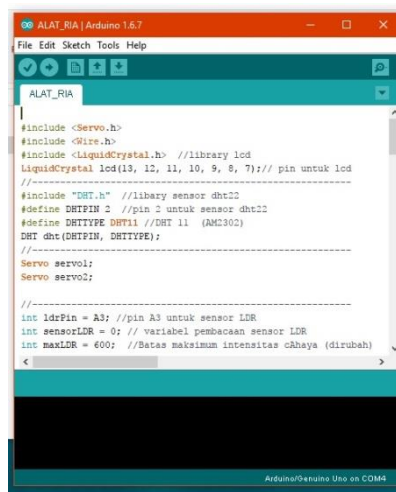 ALAT_RIA | Arduino 1.6.7
File Edit Sketch Tools Help
ALAT_RIA
#include <Servo.h>
#include <Wire.h>
#include <LiquidCrystal.h> //library lcd
LiquidCrystal lcd(13, 12, 11, 10, 9, 8, 7);// pin untuk lcd
//----------------------------------------------------
#include "DHT.h" //libary sensor dht22
#define DHTPIN 2 //pin 2 untuk sensor dht22
#define DHTTYPE DHT11 //DHT 11 (AM2302)
DHT dht(DHTPIN, DHTTYPE);
//----------------------------------------------------
Servo servo1;
Servo servo2;
//----------------------------------------------------
int ldrPin = A3; //pin A3 untuk sensor LDR
int sensorLDR = 0; // variabel pembacaan sensor LDR
int maxLDR = 600; //Batas maksimum intensitas cAhaya (dirubah)
Arduino/Genuino Uno on COM4